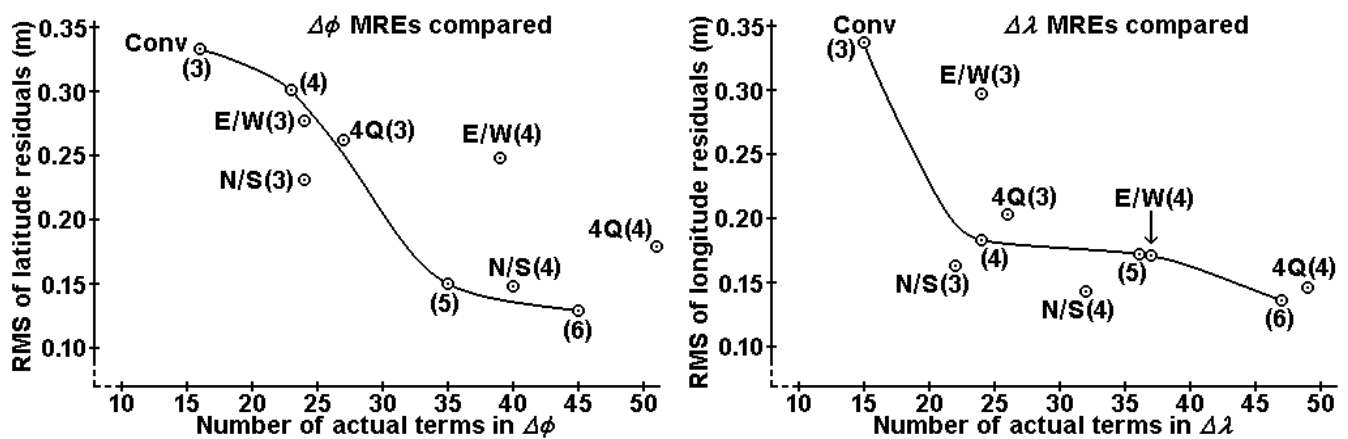 Δϕ MREs compared
RMS of latitude residuals (m)
0.35
0.30
0.25
0.20
0.15
0.10
Conv
(3)
(4)
E/W(3)
4Q(3)
E/W(4)
N/S(3)
4Q(4)
N/S(4)
(5)
(6)
10 15 20 25 30 35 40 45 50
Number of actual terms in Δϕ
Δλ MREs compared
RMS of longitude residuals (m)
0.35
0.30
0.25
0.20
0.15
0.10
Conv
(3)
E/W(3)
4Q(3)
E/W(4)
(4)
N/S(3)
(5)
4Q(4)
N/S(4)
(6)
10 15 20 25 30 35 40 45 50
Number of actual terms in Δλ